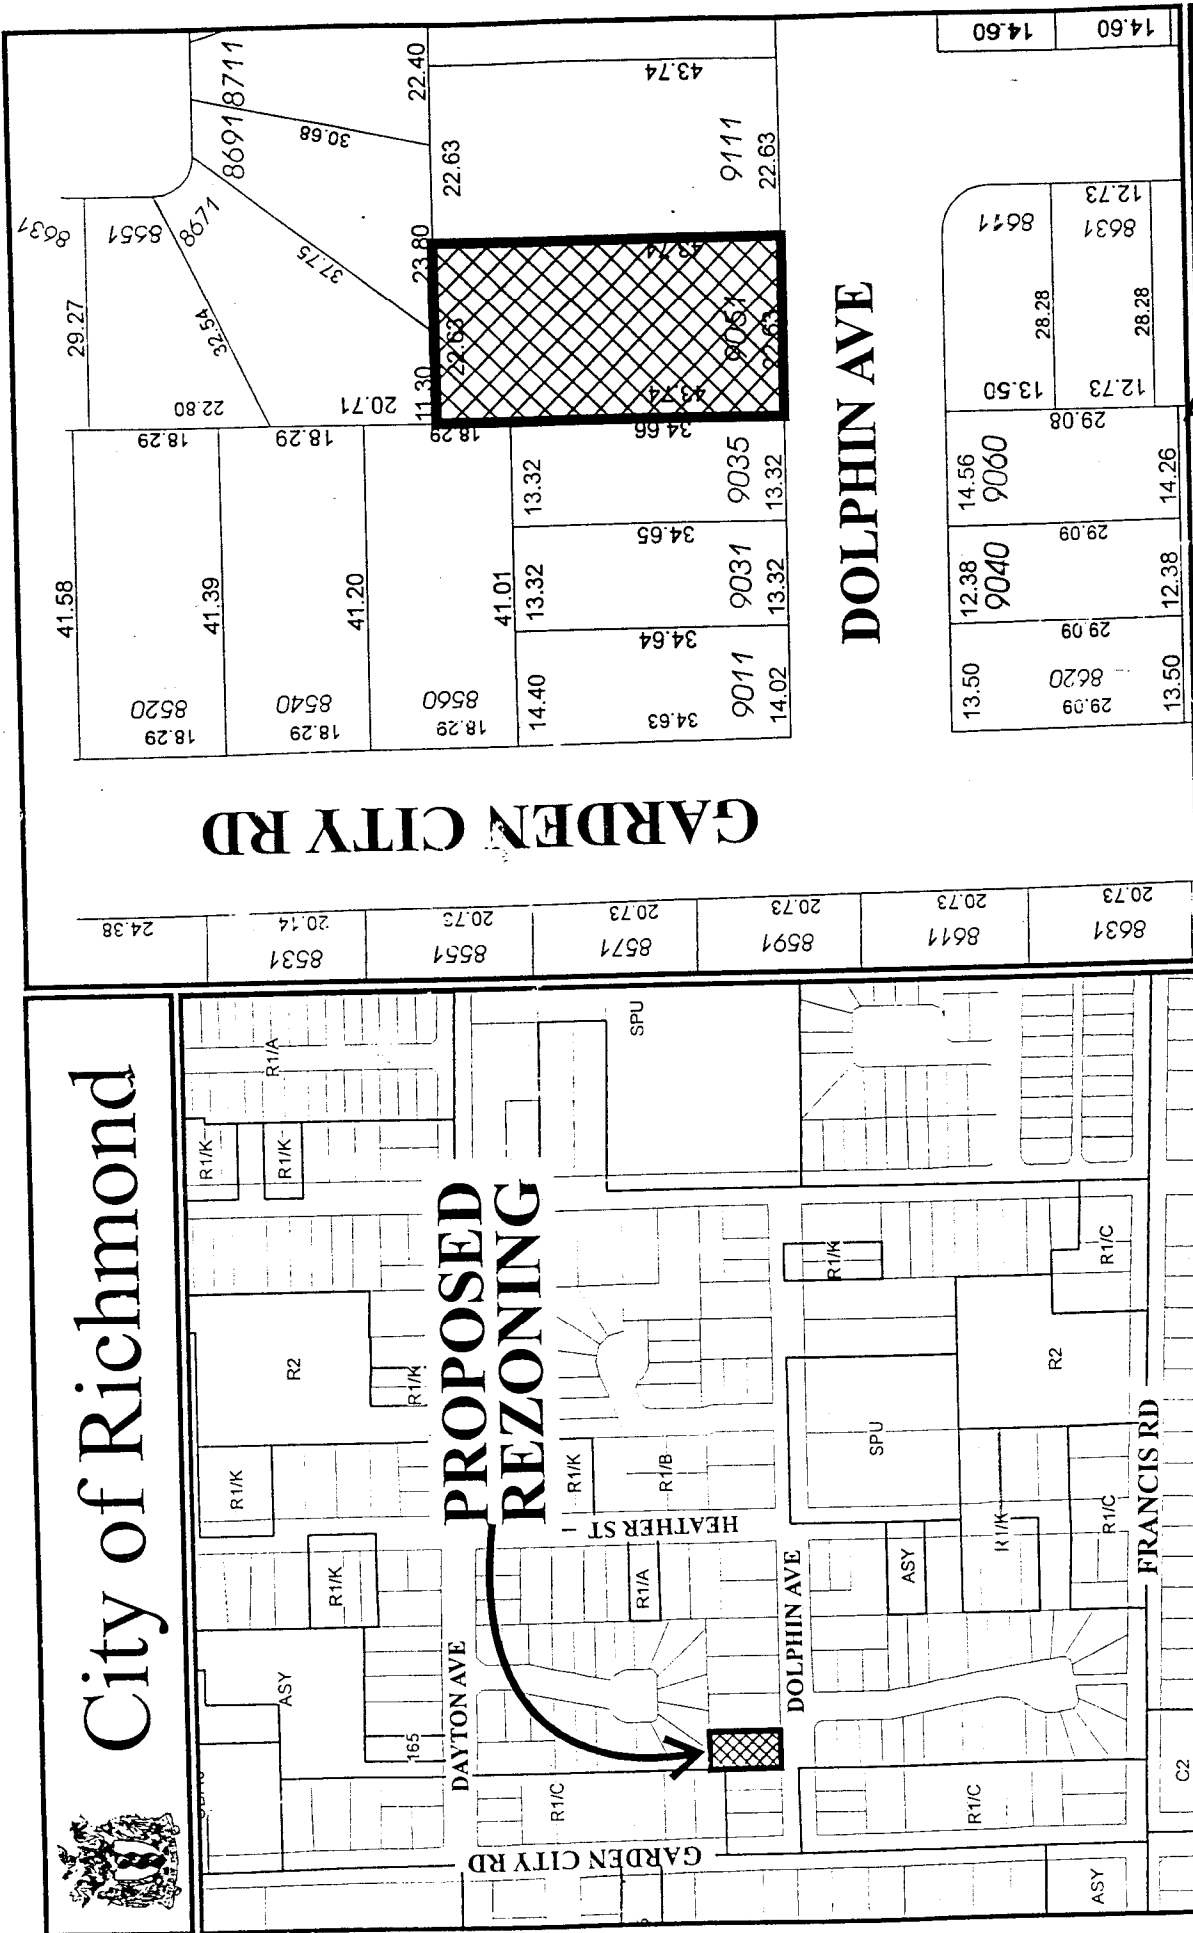 City of Richmond
PROPOSED
REZONING
R1/A
R1/K
R1/K
R2
R1/K
R1/K
R1/K
ASY
165
DAYTON AVE
SPU
R1/K
R1/B
HEATHER ST
R1/A
R1/C
GARDEN CITY RD
DOLPHIN AVE
R1/K
R1/C
R2
SPU
R1/K
R1/C
ASY
R1/C
ASY
C2
FRANCIS RD
24.38
20.14
8531
8551
20.73
8571
20.73
8591
20.73
8611
20.73
8631
GARDEN CITY RD
41.58
18.29
8520
18.29
41.39
18.29
8540
18.29
41.20
18.29
8560
18.29
41.01
14.40
34.63
9011
14.02
34.64
13.32
9031
13.32
34.65
13.32
9035
13.32
34.66
8631
29.27
8651
22.80
32.54
8671
20.71
37.75
8691
30.68
8711
11.30
23.80
22.40
22.63
43.74
9051
22.63
43.74
22.63
9111
22.63
43.74
DOLPHIN AVE
14.60
14.60
13.50
8620
29.09
13.50
29.09
12.38
9040
12.38
29.09
14.56
9060
14.26
29.08
8611
13.50
28.28
12.73
8631
12.73
28.28